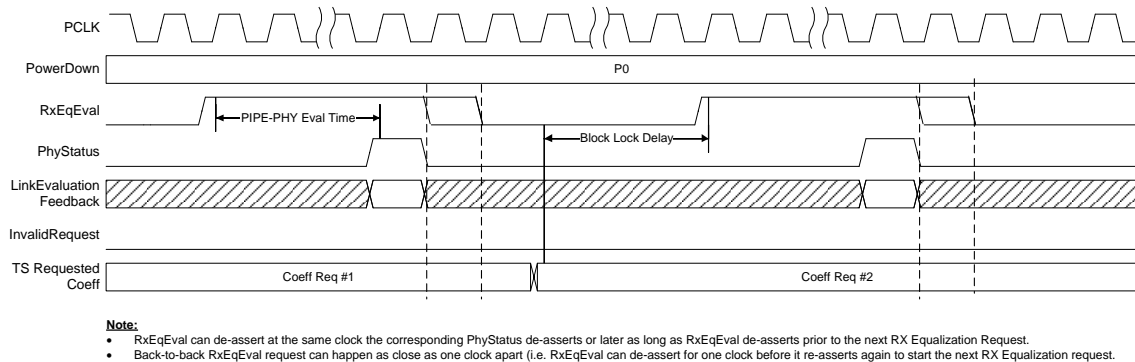 PCLK
PowerDown
P0
RxEqEval
PIPE-PHY Eval Time
Block Lock Delay
PhyStatus
LinkEvaluation
Feedback
InvalidRequest
TS Requested
Coeff
Coeff Req #1
Coeff Req #2
Note:
• RxEqEval can de-assert at the same clock the corresponding PhyStatus de-asserts or later as long as RxEqEval de-asserts prior to the next RX Equalization Request.
• Back-to-back RxEqEval request can happen as close as one clock apart (i.e. RxEqEval can de-assert for one clock before it re-asserts again to start the next RX Equalization request.